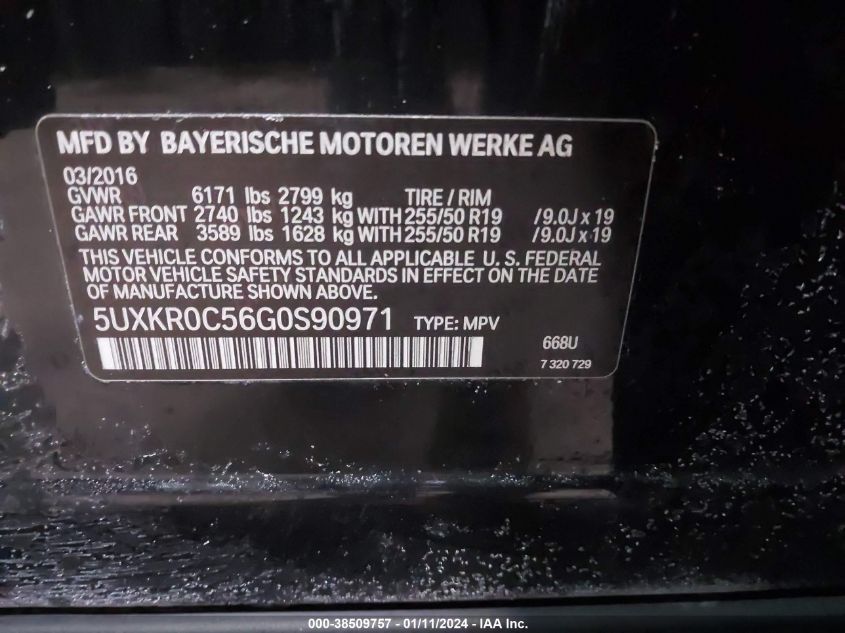 MFD BY BAYERISCHE MOTOREN WERKE AG
03/2016
GVWR 6171 lbs 2799 kg TIRE / RIM
GAWR FRONT 2740 lbs 1243 kg WITH 255/50 R19 /9.0J x 19
GAWR REAR 3589 lbs 1628 kg WITH 255/50 R19 /9.0J x 19
THIS VEHICLE CONFORMS TO ALL APPLICABLE U. S. FEDERAL
MOTOR VEHICLE SAFETY STANDARDS IN EFFECT ON THE DATE
OF MANUFACTURE SHOWN ABOVE.
5UXKR0C56G0S90971 TYPE: MPV
668U
7 320 729
000-38509757 - 01/11/2024 - IAA Inc.